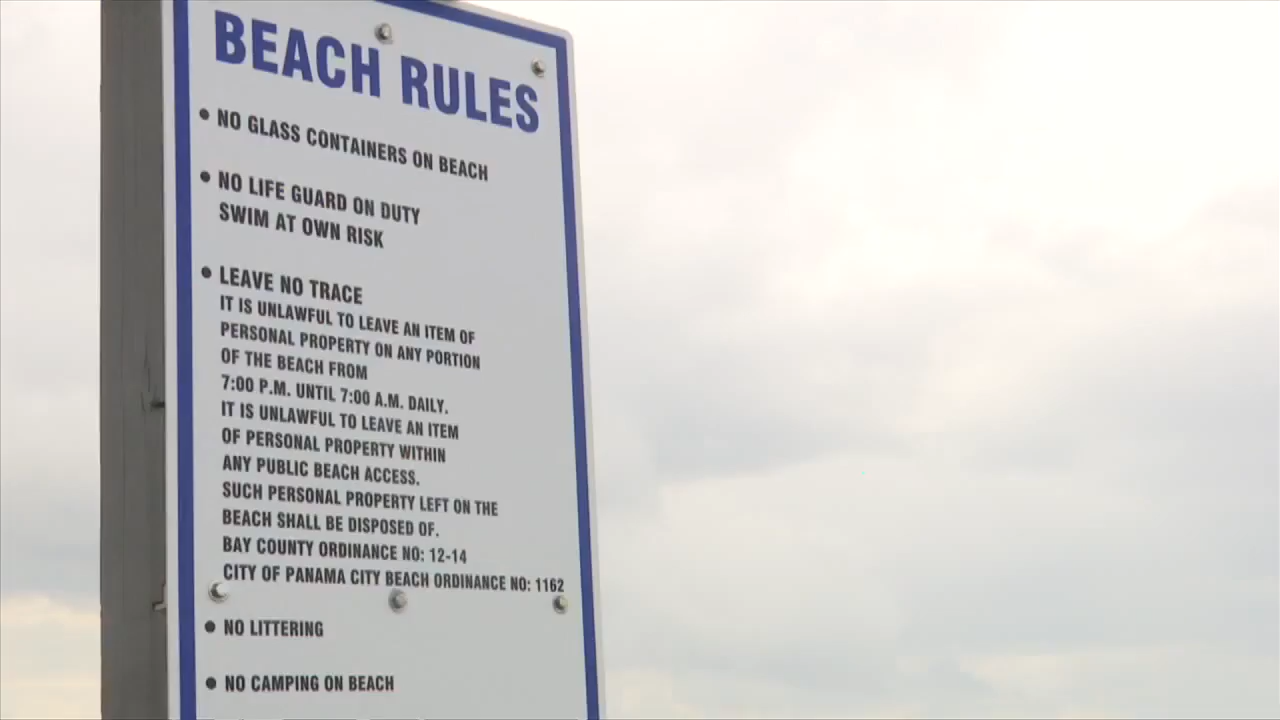 BEACH RULES
• NO GLASS CONTAINERS ON BEACH
• NO LIFE GUARD ON DUTY
SWIM AT OWN RISK
• LEAVE NO TRACE
IT IS UNLAWFUL TO LEAVE AN ITEM OF
PERSONAL PROPERTY ON ANY PORTION
OF THE BEACH FROM
7:00 P.M. UNTIL 7:00 A.M. DAILY.
IT IS UNLAWFUL TO LEAVE AN ITEM
OF PERSONAL PROPERTY WITHIN
ANY PUBLIC BEACH ACCESS.
SUCH PERSONAL PROPERTY LEFT ON THE
BEACH SHALL BE DISPOSED OF.
BAY COUNTY ORDINANCE NO: 12-14
CITY OF PANAMA CITY BEACH ORDINANCE NO: 1162
• NO LITTERING
• NO CAMPING ON BEACH